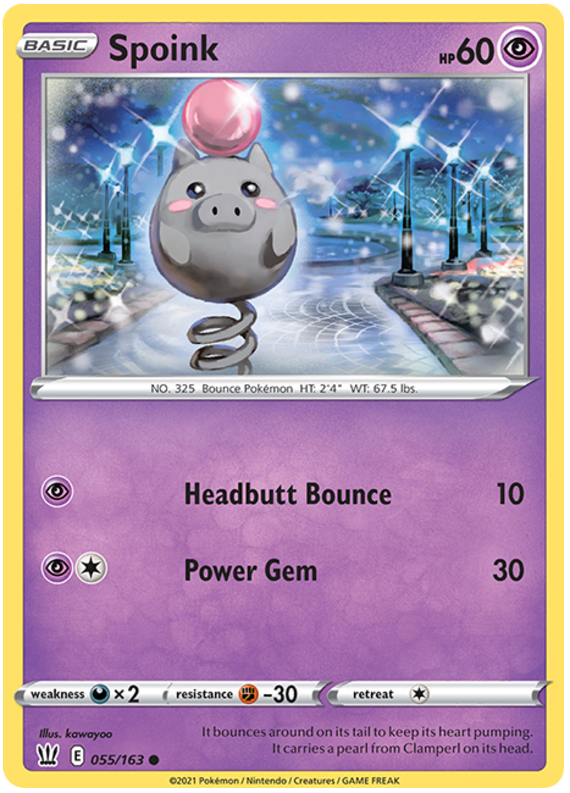 BASIC Spoink HP60
NO. 325 Bounce Pokémon HT: 2'4" WT: 67.5 lbs.
Headbutt Bounce 10
Power Gem 30
weakness ×2 resistance -30 retreat
Illus. kawayoo
It bounces around on its tail to keep its heart pumping.
It carries a pearl from Clamperl on its head.
E 055/163
©2021 Pokémon / Nintendo / Creatures / GAME FREAK